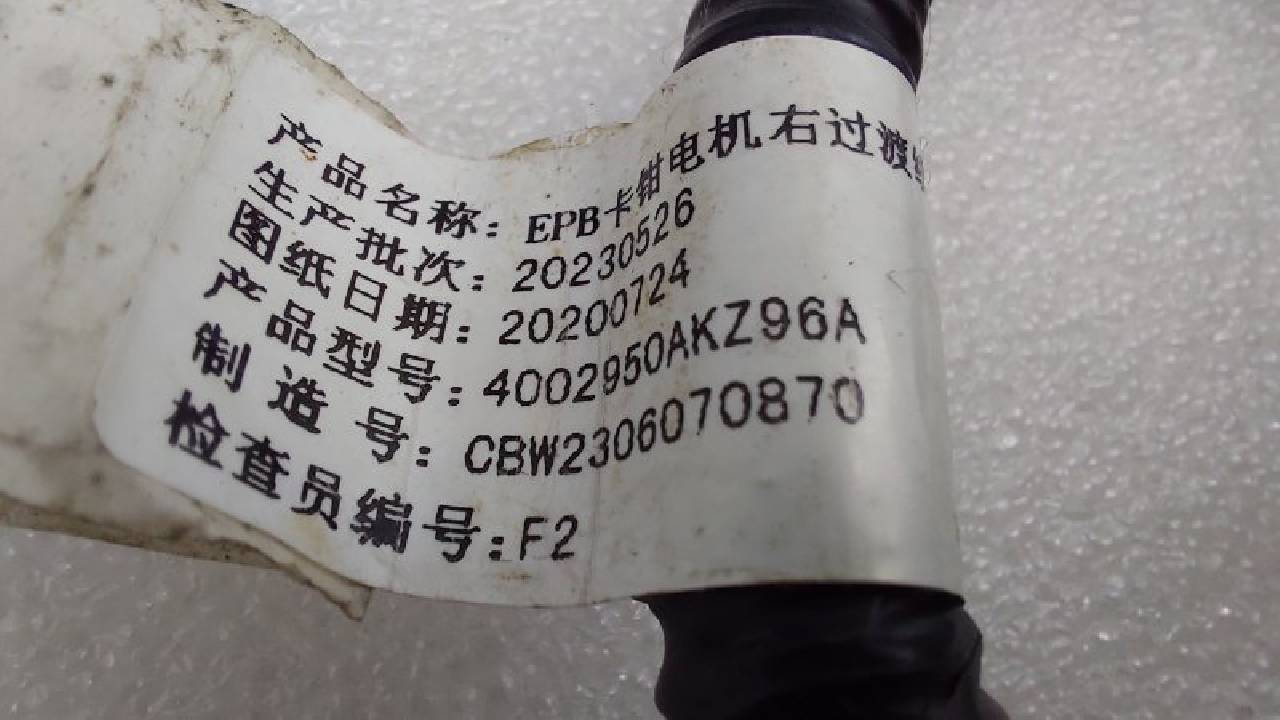 产品名称：EPB卡钳电机右过渡
生产批次：20230526
图纸日期：20200724
产品型号：4002950AKZ96A
制造号：CBW2306070870
检查员编号：F2